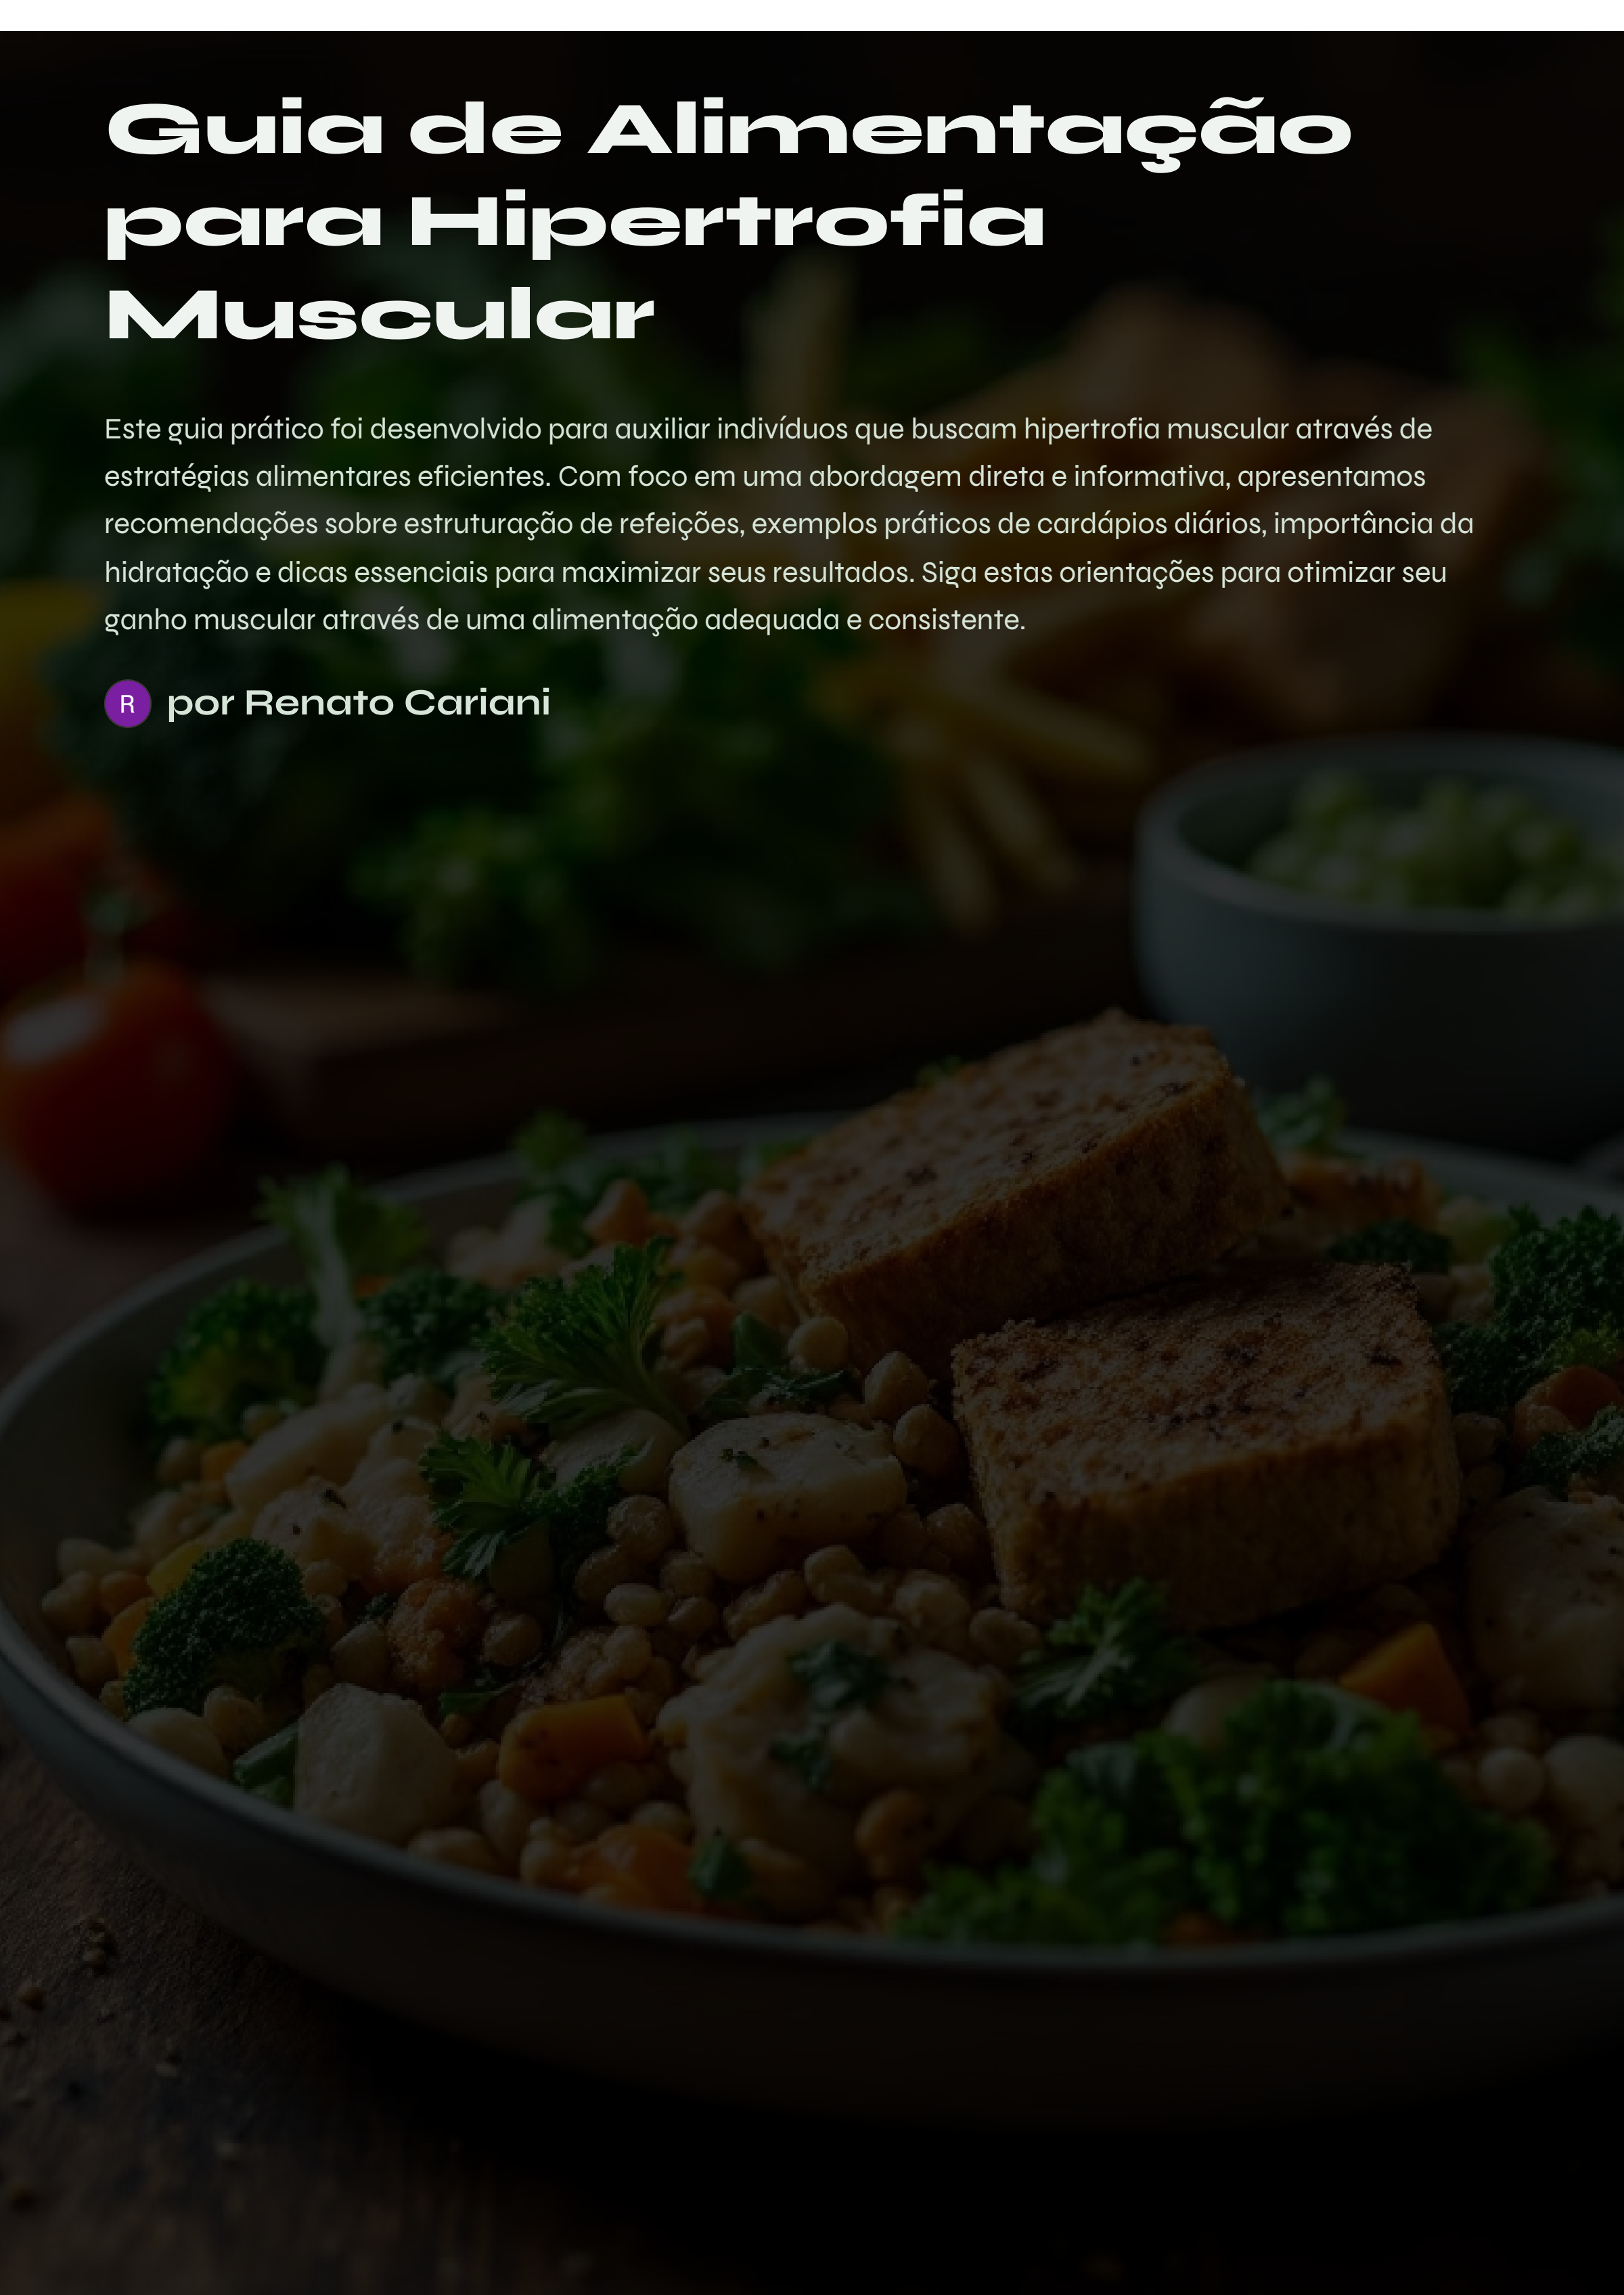 Guia de Alimentação
para Hipertrofia
Muscular
Este guia prático foi desenvolvido para auxiliar indivíduos que buscam hipertrofia muscular através de
estratégias alimentares eficientes. Com foco em uma abordagem direta e informativa, apresentamos
recomendações sobre estruturação de refeições, exemplos práticos de cardápios diários, importância da
hidratação e dicas essenciais para maximizar seus resultados. Siga estas orientações para otimizar seu
ganho muscular através de uma alimentação adequada e consistente.
R por Renato Cariani